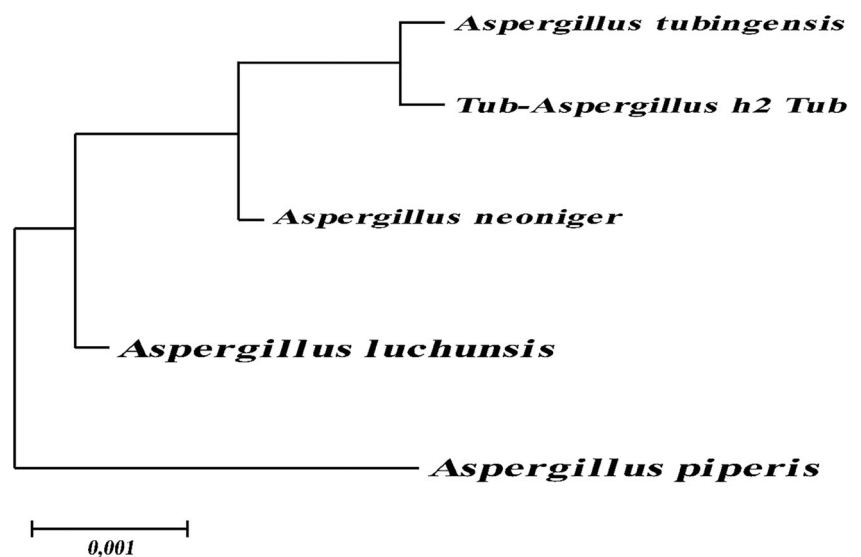 Aspergillus tubingensis
Tub-Aspergillus h2 Tub
Aspergillus neoniger
Aspergillus luchunsis
Aspergillus piperis
0,001